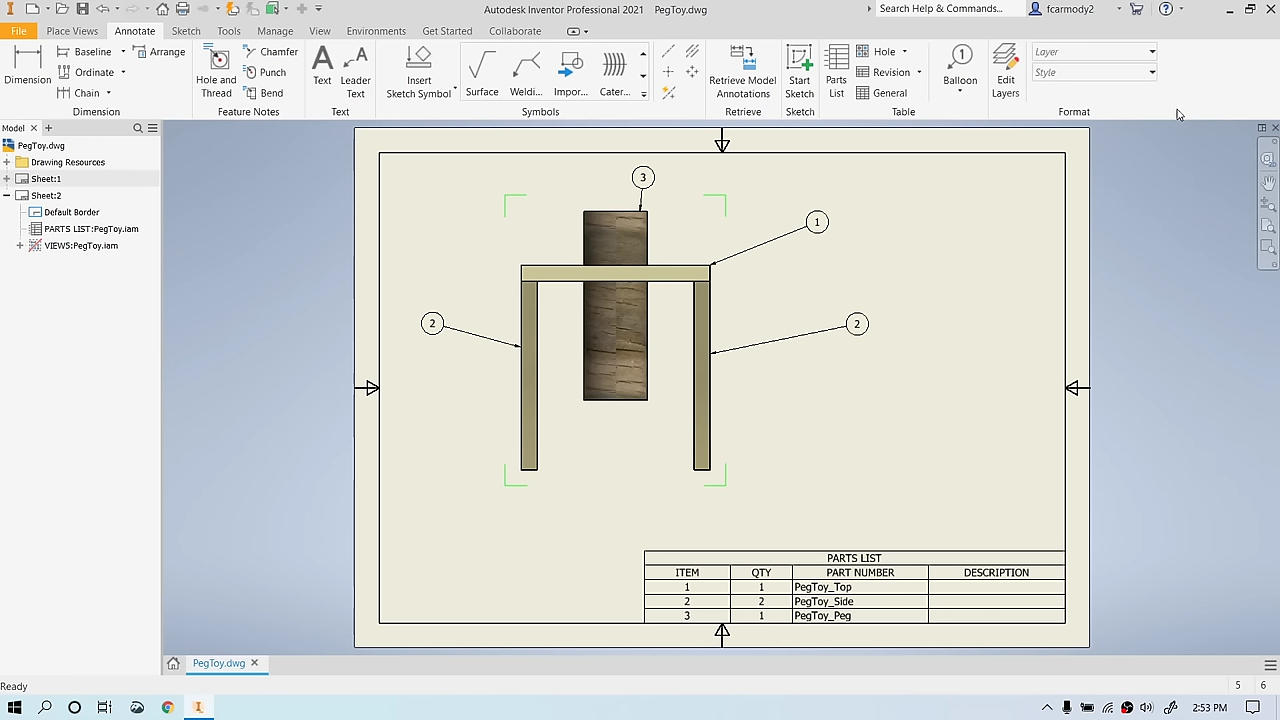 Autodesk Inventor Professional 2021 PegToy.dwg
Search Help & Commands...
fcarmody2
File Place Views Annotate Sketch Tools Manage View Environments Get Started Collaborate
Dimension
Baseline
Ordinate
Chain
Arrange
Dimension
Hole and Thread
Chamfer
Punch
Bend
Feature Notes
Text
Leader Text
Text
Insert Sketch Symbol
Surface
Weldi...
Impor...
Cater...
Symbols
Retrieve Model Annotations
Retrieve
Start Sketch
Sketch
Parts List
Hole
Revision
General
Table
Balloon
1
Edit Layers
Layer
Style
Format
Model
PegToy.dwg
Drawing Resources
Sheet:1
Sheet:2
Default Border
PARTS LIST:PegToy.iam
VIEWS:PegToy.iam
3
1
2
2
PARTS LIST
ITEM QTY PART NUMBER DESCRIPTION
1 1 PegToy_Top
2 2 PegToy_Side
3 1 PegToy_Peg
PegToy.dwg
Ready
5 6
2:53 PM